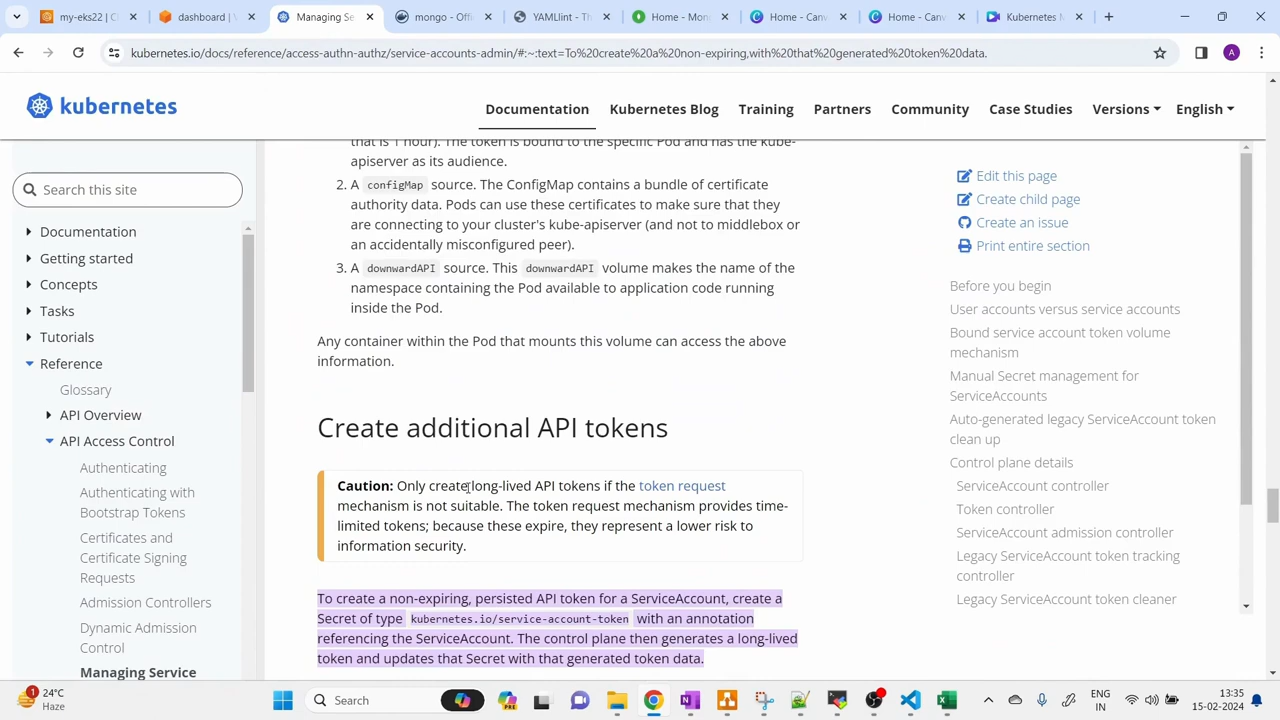 my-eks22 | C
dashboard | V
Managing Se
mongo - Offi
YAMLlint - Th
Home - Mon
Home - Canv
Home - Canv
Kubernetes M
kubernetes.io/docs/reference/access-authn-authz/service-accounts-admin/#:~:text=To%20create%20a%20non-expiring,with%20that%20generated%20token%20data.
A
kubernetes
Documentation
Kubernetes Blog
Training
Partners
Community
Case Studies
Versions
English
Search this site
Documentation
Getting started
Concepts
Tasks
Tutorials
Reference
Glossary
API Overview
API Access Control
Authenticating
Authenticating with
Bootstrap Tokens
Certificates and
Certificate Signing
Requests
Admission Controllers
Dynamic Admission
Control
Managing Service
that is 1 hour). The token is bound to the specific Pod and has the kube-
apiserver as its audience.
2. A configMap source. The ConfigMap contains a bundle of certificate
authority data. Pods can use these certificates to make sure that they
are connecting to your cluster's kube-apiserver (and not to middlebox or
an accidentally misconfigured peer).
3. A downwardAPI source. This downwardAPI volume makes the name of the
namespace containing the Pod available to application code running
inside the Pod.
Any container within the Pod that mounts this volume can access the above
information.
Create additional API tokens
Caution: Only create long-lived API tokens if the token request
mechanism is not suitable. The token request mechanism provides time-
limited tokens; because these expire, they represent a lower risk to
information security.
To create a non-expiring, persisted API token for a ServiceAccount, create a
Secret of type kubernetes.io/service-account-token with an annotation
referencing the ServiceAccount. The control plane then generates a long-lived
token and updates that Secret with that generated token data.
Edit this page
Create child page
Create an issue
Print entire section
Before you begin
User accounts versus service accounts
Bound service account token volume
mechanism
Manual Secret management for
ServiceAccounts
Auto-generated legacy ServiceAccount token
clean up
Control plane details
ServiceAccount controller
Token controller
ServiceAccount admission controller
Legacy ServiceAccount token tracking
controller
Legacy ServiceAccount token cleaner
1
24°C
Haze
Search
PRE
ENG
IN
13:35
15-02-2024